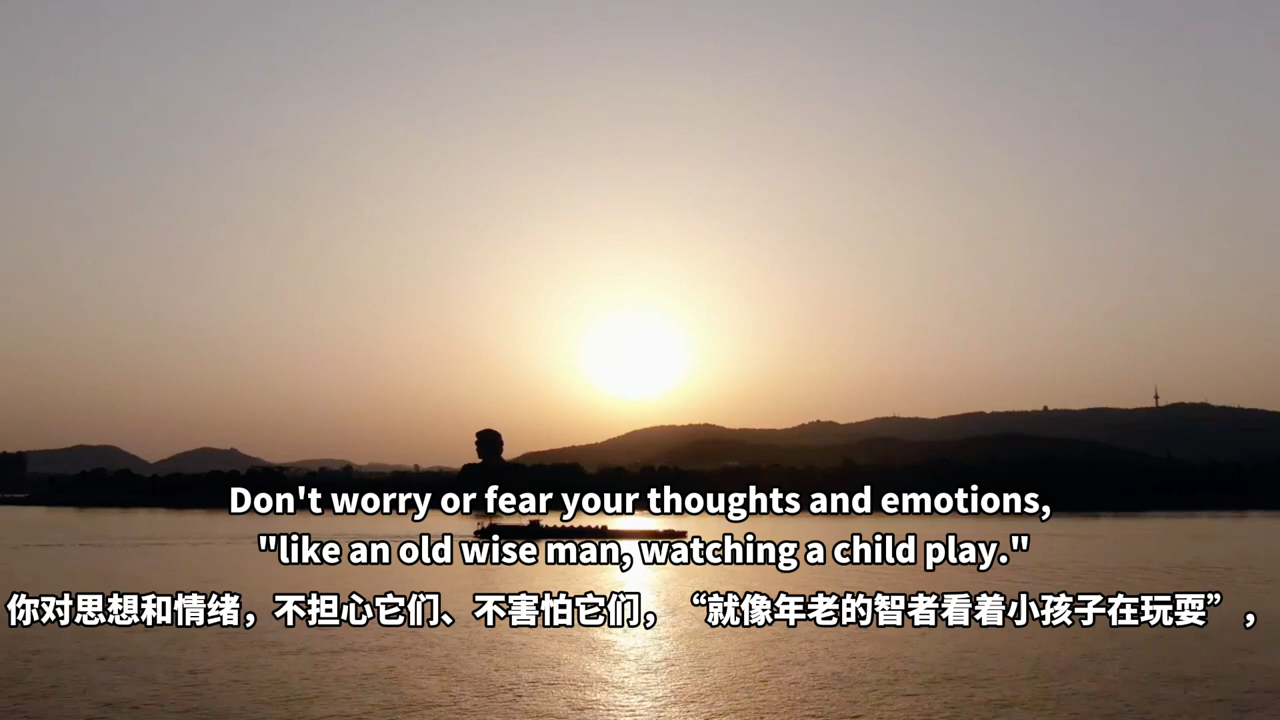 Don't worry or fear your thoughts and emotions,
"like an old wise man, watching a child play."
你对思想和情绪，不担心它们、不害怕它们，“就像年老的智者看着小孩子在玩耍”，